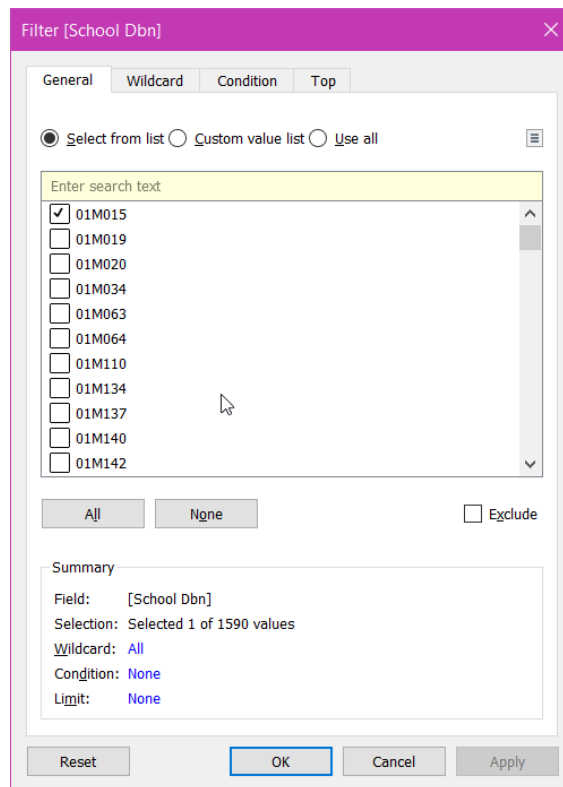 Filter [School Dbn]
General Wildcard Condition Top
Select from list Custom value list Use all
Enter search text
01M015
01M019
01M020
01M034
01M063
01M064
01M110
01M134
01M137
01M140
01M142
All None Exclude
Summary
Field: [School Dbn]
Selection: Selected 1 of 1590 values
Wildcard: All
Condition: None
Limit: None
Reset OK Cancel Apply